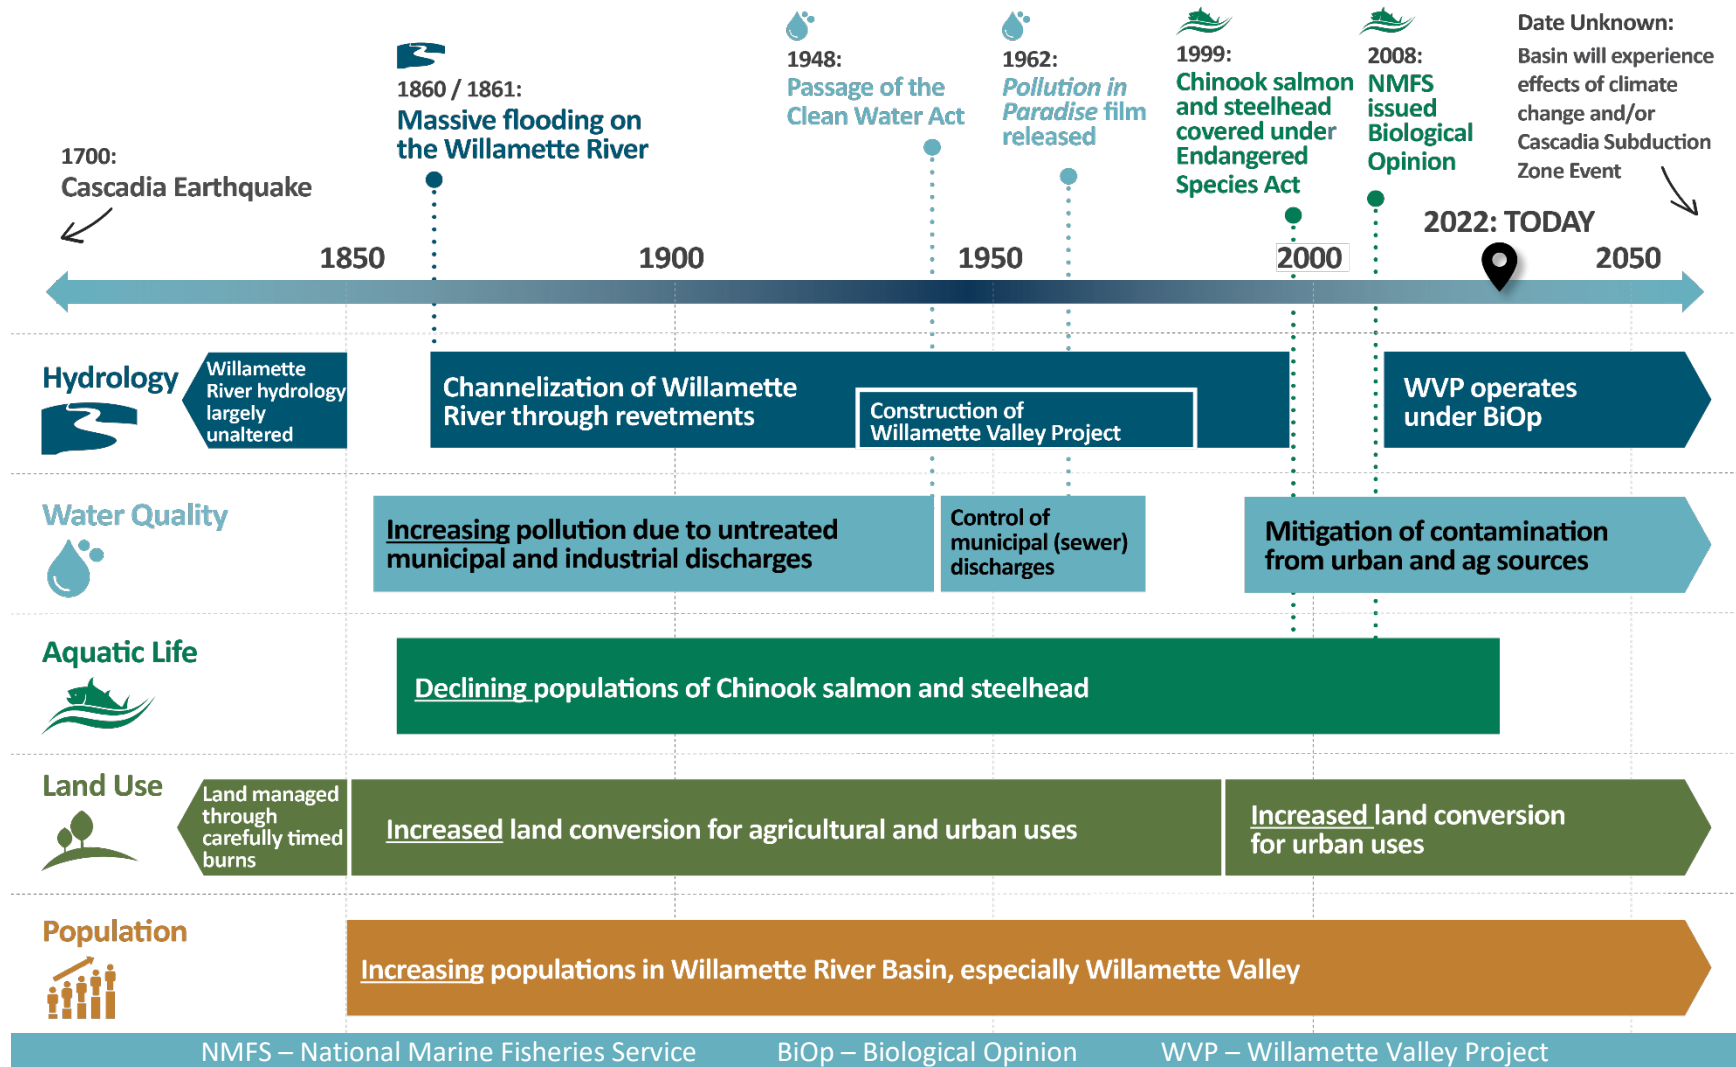 1700:
Cascadia Earthquake
1860 / 1861:
Massive flooding on
the Willamette River
1948:
Passage of the
Clean Water Act
1962:
Pollution in
Paradise film
released
1999:
Chinook salmon
and steelhead
covered under
Endangered
Species Act
2008:
NMFS
issued
Biological
Opinion
Date Unknown:
Basin will experience
effects of climate
change and/or
Cascadia Subduction
Zone Event
2022: TODAY
1850
1900
1950
2000
2050
Hydrology
Willamette
River hydrology
largely
unaltered
Channelization of Willamette
River through revetments
Construction of
Willamette Valley Project
WVP operates
under BiOp
Water Quality
Increasing pollution due to untreated
municipal and industrial discharges
Control of
municipal (sewer)
discharges
Mitigation of contamination
from urban and ag sources
Aquatic Life
Declining populations of Chinook salmon and steelhead
Land Use
Land managed
through
carefully timed
burns
Increased land conversion for agricultural and urban uses
Increased land conversion
for urban uses
Population
Increasing populations in Willamette River Basin, especially Willamette Valley
NMFS – National Marine Fisheries Service
BiOp – Biological Opinion
WVP – Willamette Valley Project